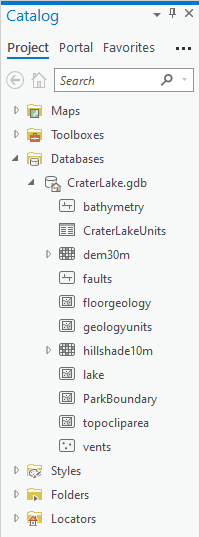 Catalog
Project Portal Favorites ...
Search
Maps
Toolboxes
Databases
CraterLake.gdb
bathymetry
CraterLakeUnits
dem30m
faults
floorgeology
geologyunits
hillshade10m
lake
ParkBoundary
topocliparea
vents
Styles
Folders
Locators